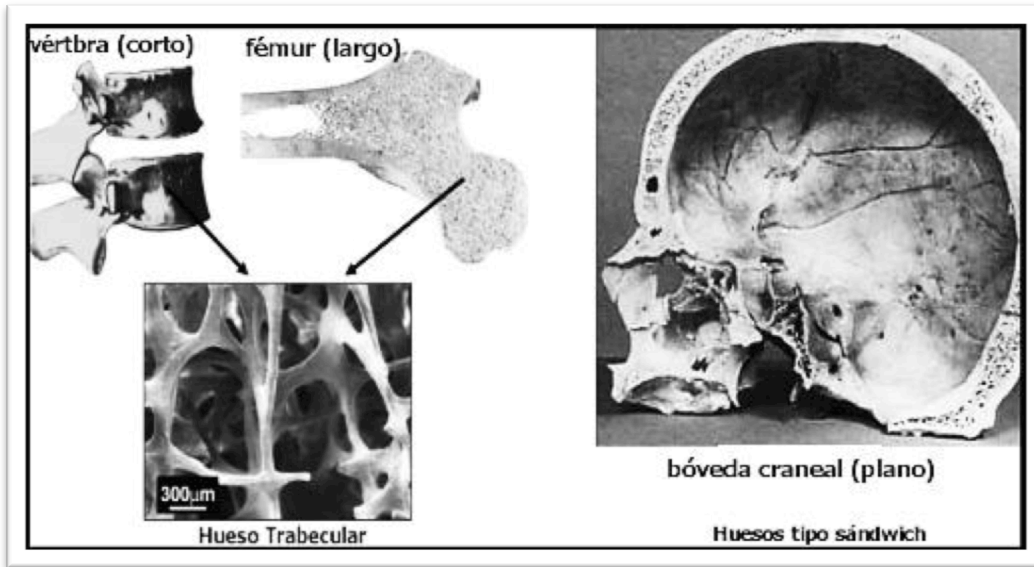 vértbra (corto)
fémur (largo)
300µm
Hueso Trabecular
bóveda craneal (plano)
Huesos tipo sándwich